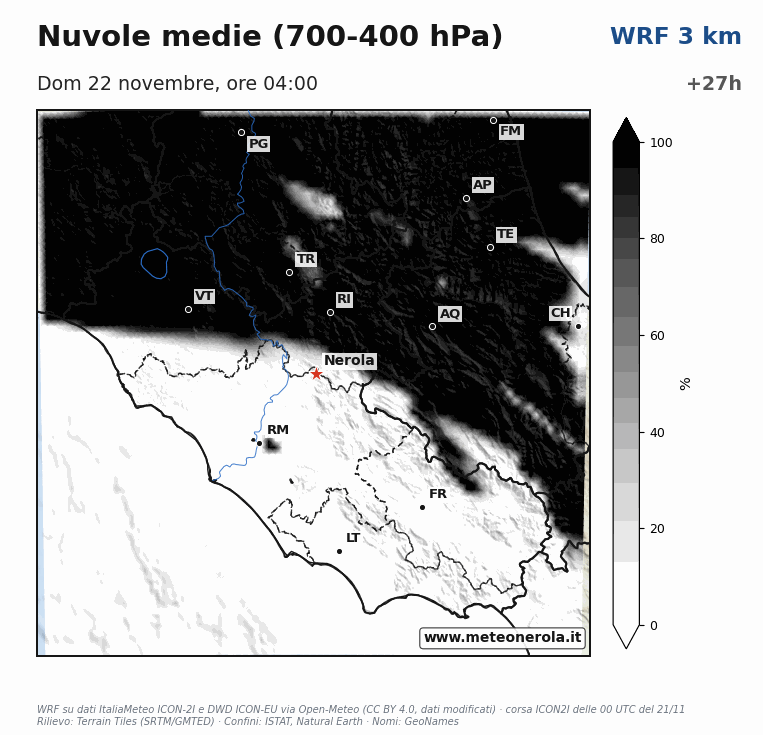 Nuvole medie (700-400 hPa)
WRF 3 km
Dom 22 novembre, ore 04:00
+27h
FM
PG
AP
TE
TR
VT
RI
AQ
CH
Nerola
RM
FR
LT
www.meteonerola.it
100
80
60
40
20
0
%
WRF su dati ItaliaMeteo ICON-2I e DWD ICON-EU via Open-Meteo (CC BY 4.0, dati modificati) · corsa ICON2I delle 00 UTC del 21/11
Rilievo: Terrain Tiles (SRTM/GMTED) · Confini: ISTAT, Natural Earth · Nomi: GeoNames